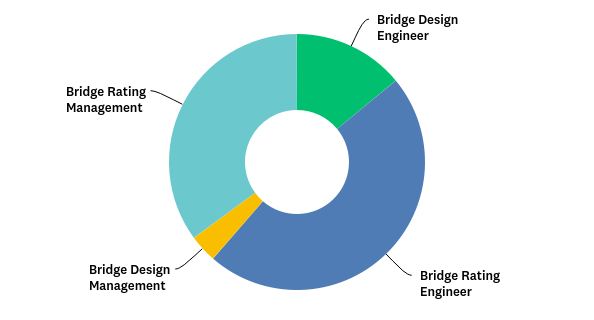 Bridge Design
Engineer
Bridge Rating
Management
Bridge Design
Management
Bridge Rating
Engineer